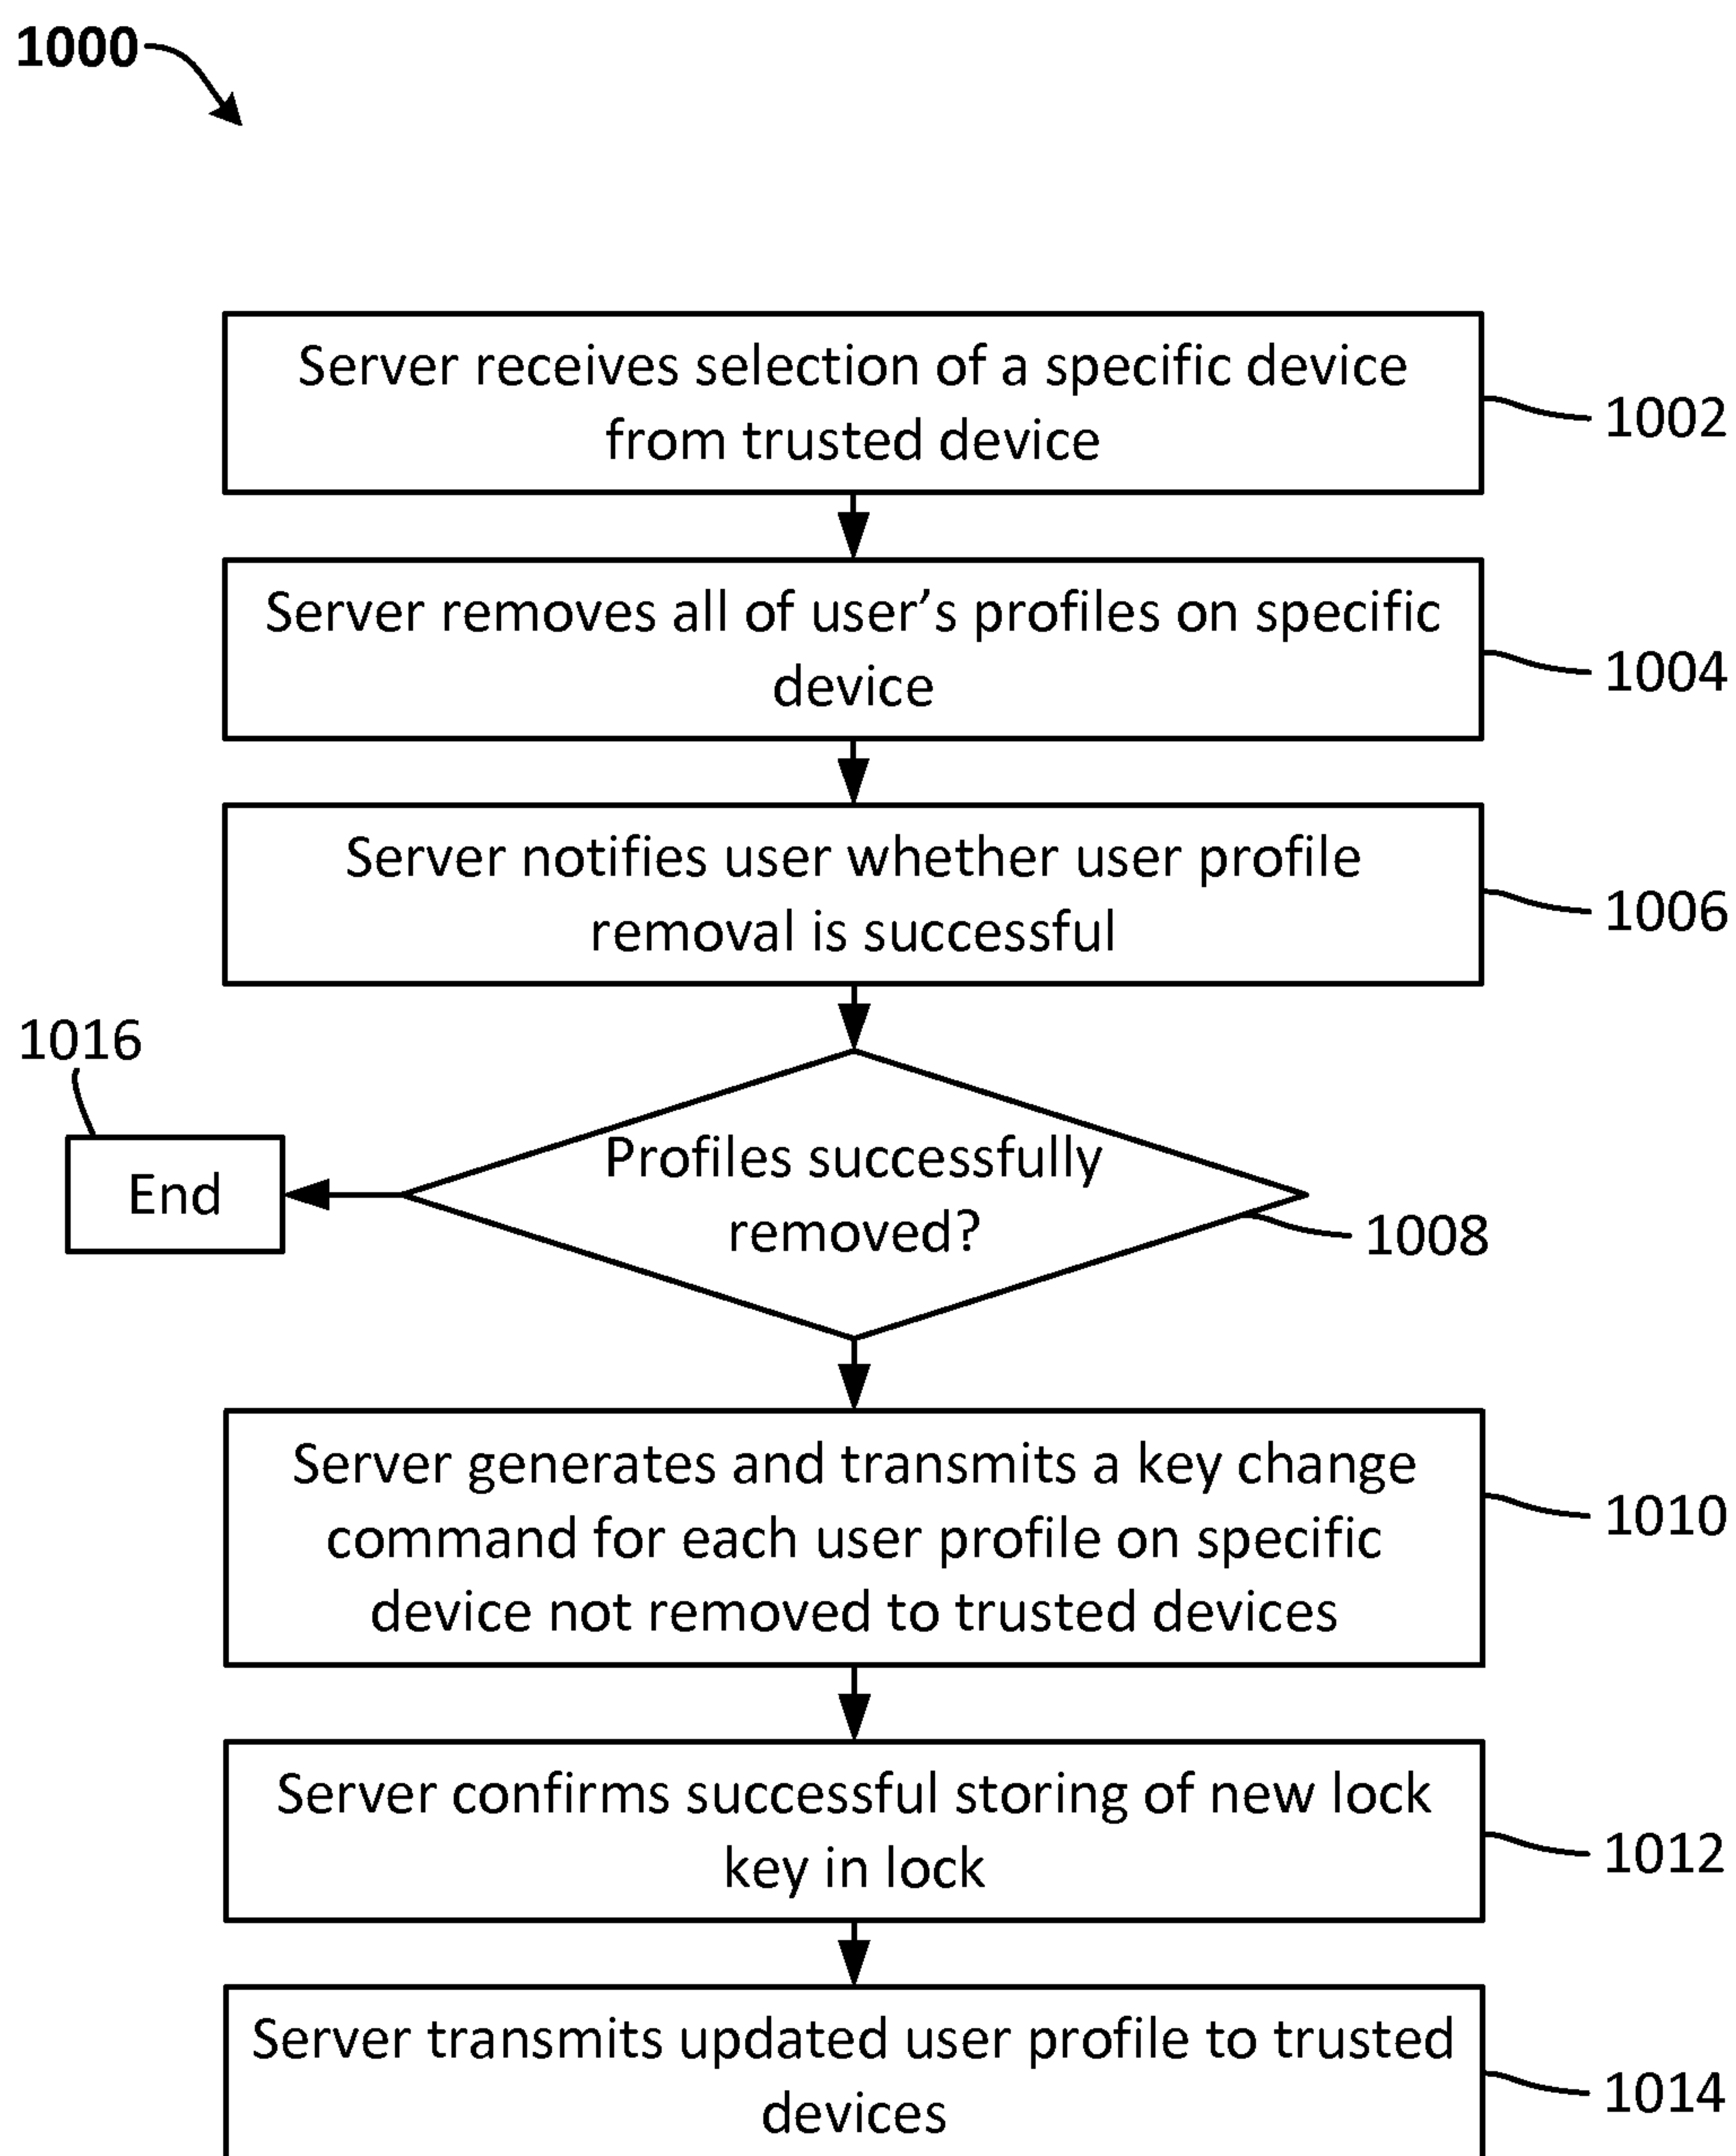 1000
Server receives selection of a specific device
from trusted device
1002
Server removes all of user’s profiles on specific
device
1004
Server notifies user whether user profile
removal is successful
1006
1016
End
Profiles successfully
removed?
1008
Server generates and transmits a key change
command for each user profile on specific
device not removed to trusted devices
1010
Server confirms successful storing of new lock
key in lock
1012
Server transmits updated user profile to trusted
devices
1014